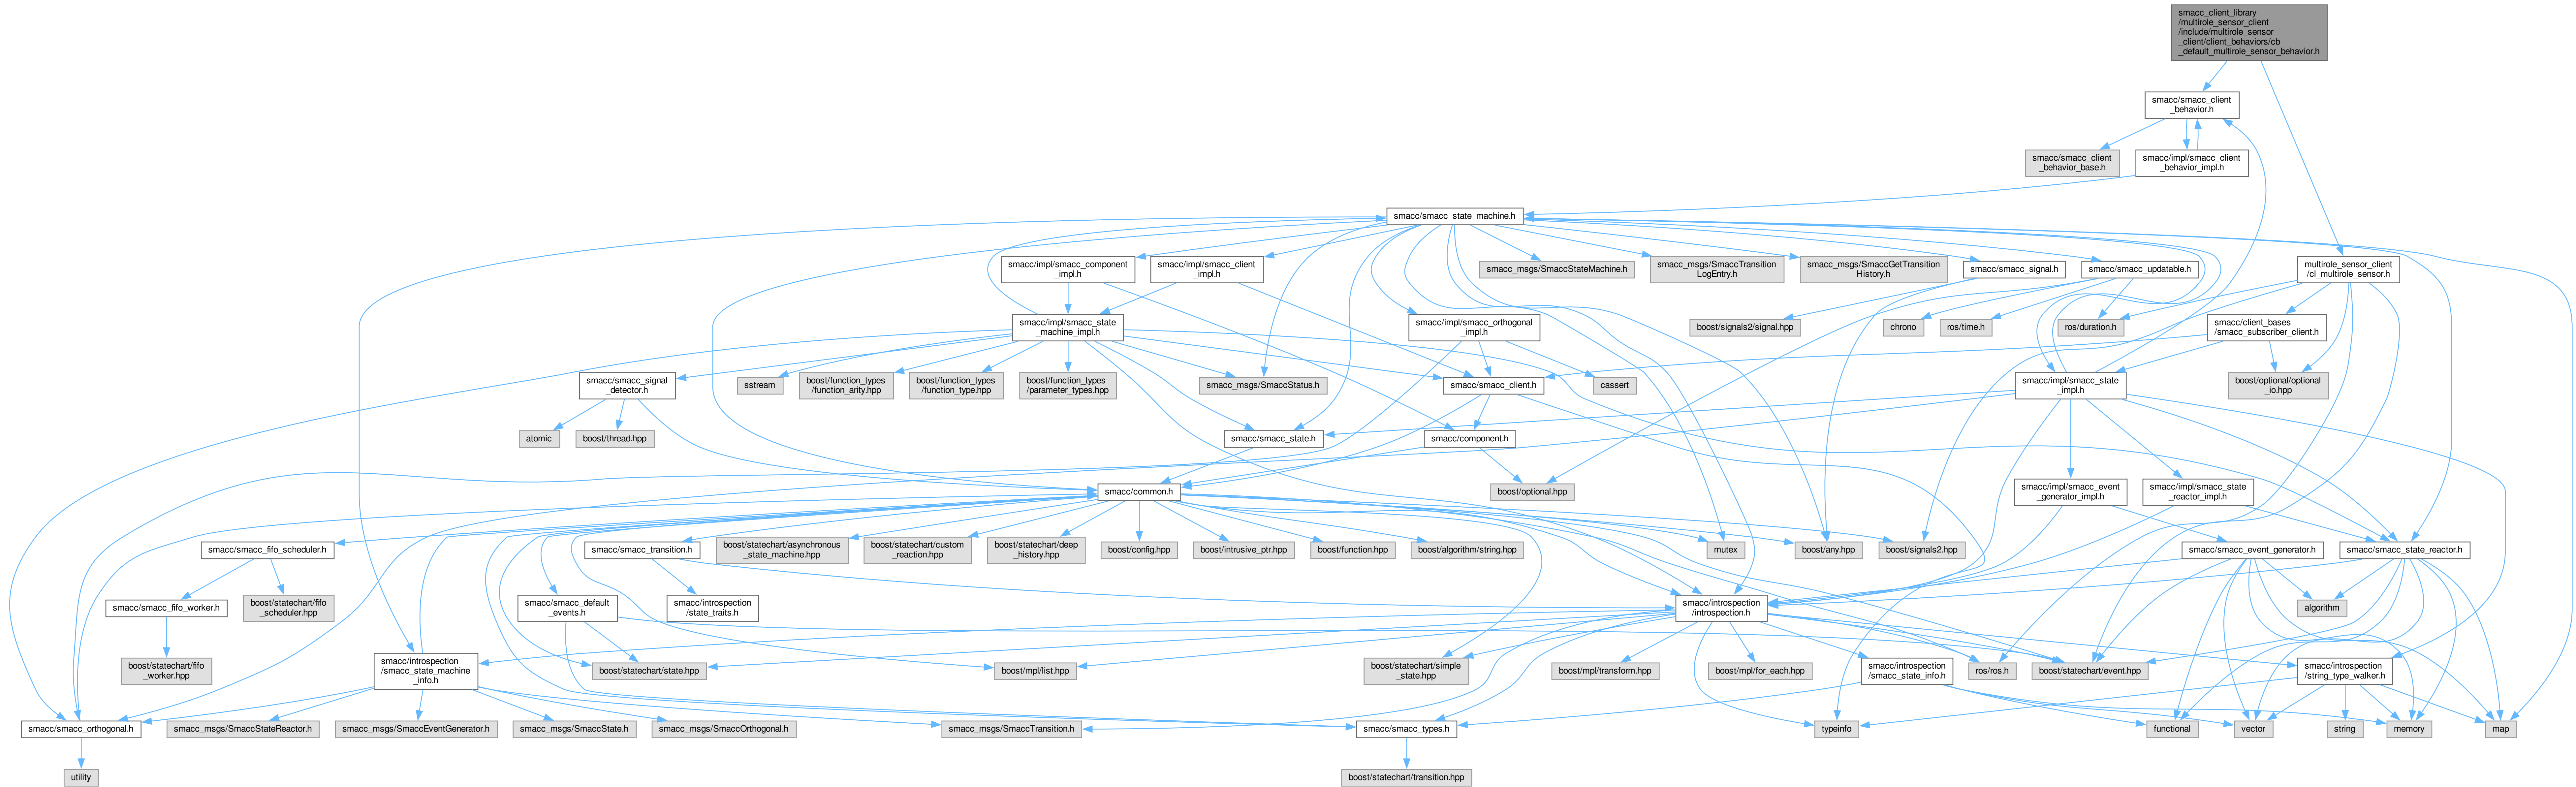 smacc_client_library
/multirole_sensor_client
/include/multirole_sensor
_client/client_behaviors/cb
_default_multirole_sensor_behavior.h
smacc/smacc_client
_behavior.h
smacc/smacc_client
_behavior_base.h
smacc/impl/smacc_client
_behavior_impl.h
smacc/smacc_state_machine.h
smacc/impl/smacc_component
_impl.h
smacc/impl/smacc_client
_impl.h
smacc_msgs/SmaccStateMachine.h
smacc_msgs/SmaccTransition
LogEntry.h
smacc_msgs/SmaccGetTransition
History.h
smacc/smacc_signal.h
smacc/smacc_updatable.h
multirole_sensor_client
/cl_multirole_sensor.h
smacc/impl/smacc_state
_machine_impl.h
smacc/impl/smacc_orthogonal
_impl.h
boost/signals2/signal.hpp
chrono
ros/time.h
ros/duration.h
smacc/client_bases
/smacc_subscriber_client.h
smacc/smacc_signal
_detector.h
sstream
boost/function_types
/function_arity.hpp
boost/function_types
/function_type.hpp
boost/function_types
/parameter_types.hpp
smacc_msgs/SmaccStatus.h
smacc/smacc_client.h
cassert
smacc/impl/smacc_state
_impl.h
boost/optional/optional
_io.hpp
atomic
boost/thread.hpp
smacc/smacc_state.h
smacc/component.h
smacc/common.h
boost/optional.hpp
smacc/impl/smacc_event
_generator_impl.h
smacc/impl/smacc_state
_reactor_impl.h
smacc/smacc_fifo_scheduler.h
smacc/smacc_transition.h
boost/statechart/asynchronous
_state_machine.hpp
boost/statechart/custom
_reaction.hpp
boost/statechart/deep
_history.hpp
boost/config.hpp
boost/intrusive_ptr.hpp
boost/function.hpp
boost/algorithm/string.hpp
mutex
boost/any.hpp
boost/signals2.hpp
smacc/smacc_event_generator.h
smacc/smacc_state_reactor.h
smacc/smacc_fifo_worker.h
boost/statechart/fifo
_scheduler.hpp
smacc/smacc_default
_events.h
smacc/introspection
/state_traits.h
smacc/introspection
/introspection.h
algorithm
boost/statechart/fifo
_worker.hpp
smacc/introspection
/smacc_state_machine
_info.h
boost/statechart/state.hpp
boost/mpl/list.hpp
boost/statechart/simple
_state.hpp
boost/mpl/transform.hpp
boost/mpl/for_each.hpp
smacc/introspection
/smacc_state_info.h
ros/ros.h
boost/statechart/event.hpp
smacc/introspection
/string_type_walker.h
smacc/smacc_orthogonal.h
smacc_msgs/SmaccStateReactor.h
smacc_msgs/SmaccEventGenerator.h
smacc_msgs/SmaccState.h
smacc_msgs/SmaccOrthogonal.h
smacc_msgs/SmaccTransition.h
smacc/smacc_types.h
typeinfo
functional
vector
string
memory
map
utility
boost/statechart/transition.hpp